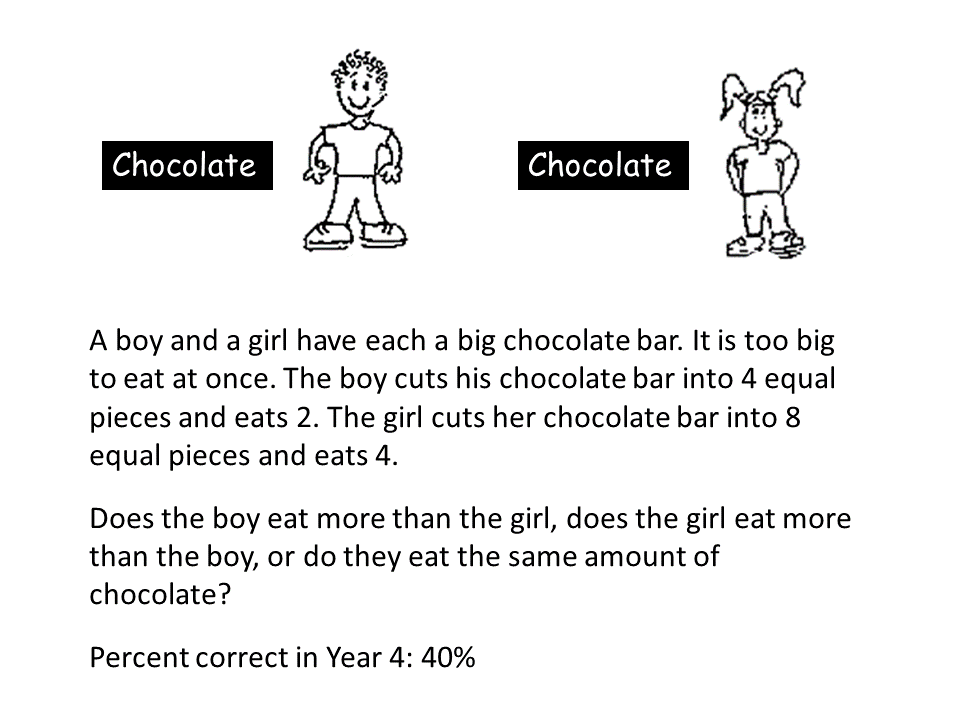 Chocolate
Chocolate
A boy and a girl have each a big chocolate bar. It is too big
to eat at once. The boy cuts his chocolate bar into 4 equal
pieces and eats 2. The girl cuts her chocolate bar into 8
equal pieces and eats 4.
Does the boy eat more than the girl, does the girl eat more
than the boy, or do they eat the same amount of
chocolate?
Percent correct in Year 4: 40%